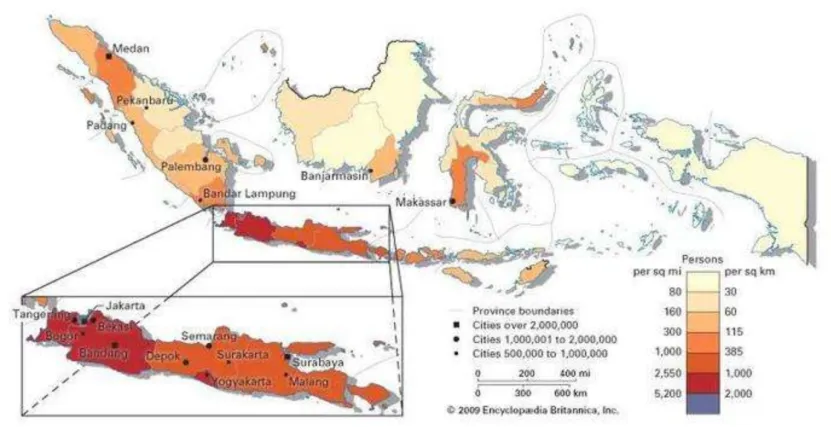 Medan
Pekanbaru
Padang
Palembang
Banjarmasin
Bandar Lampung
Makassar
Jakarta
Tangerang
Bekasi
Bogor
Bandung
Depok
Semarang
Surakarta
Surabaya
Yogyakarta
Malang
Province boundaries
Cities over 2,000,000
Cities 1,000,001 to 2,000,000
Cities 500,000 to 1,000,000
0 200 400 mi
0 300 600 km
© 2009 Encyclopædia Britannica, Inc.
Persons
per sq mi per sq km
80 30
160 60
300 115
1,000 385
2,550 1,000
5,200 2,000